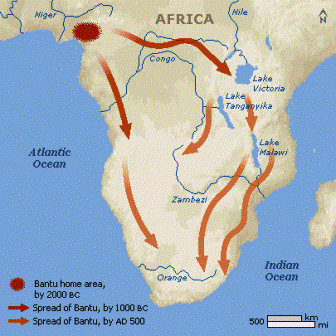 Niger
AFRICA
Nile
N
Congo
Lake
Victoria
Lake
Tanganyika
Lake
Malawi
Atlantic
Ocean
Zambezi
Orange
Indian
Ocean
Bantu home area,
by 2000 BC
Spread of Bantu, by 1000 BC
Spread of Bantu, by AD 500
km
500
mi